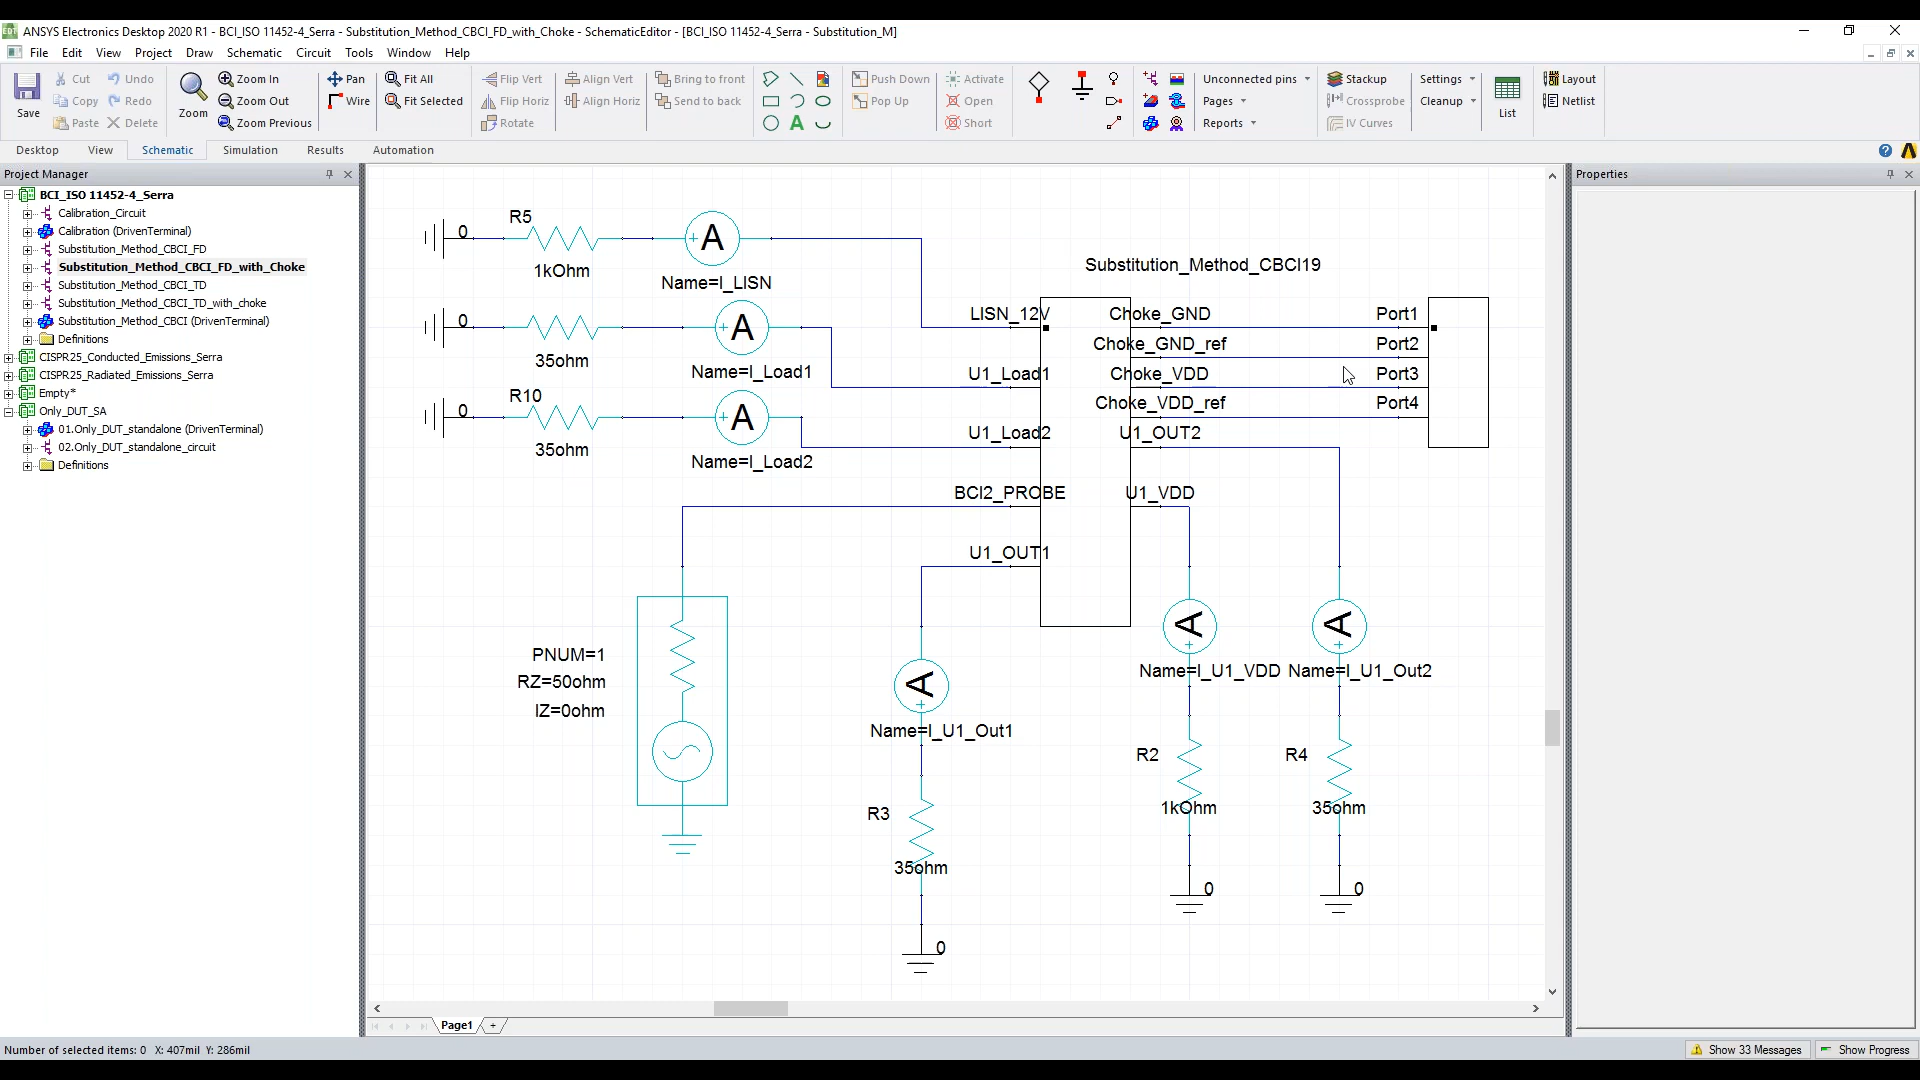 EDT ANSYS Electronics Desktop 2020 R1 - BCI_ISO 11452-4_Serra - Substitution_Method_CBCI_FD_with_Choke - SchematicEditor - [BCI_ISO 11452-4_Serra - Substitution_M]
File Edit View Project Draw Schematic Circuit Tools Window Help
Save
Cut
Copy
Paste
Undo
Redo
Delete
Zoom
Zoom In
Zoom Out
Zoom Previous
Pan
Wire
Fit All
Fit Selected
Flip Vert
Flip Horiz
Rotate
Align Vert
Align Horiz
Bring to front
Send to back
A
Push Down
Pop Up
Activate
Open
Short
Unconnected pins
Pages
Reports
Stackup
Crossprobe
IV Curves
Settings
Cleanup
List
Layout
Netlist
Desktop View Schematic Simulation Results Automation
Project Manager
BCI_ISO 11452-4_Serra
Calibration_Circuit
Calibration (DrivenTerminal)
Substitution_Method_CBCI_FD
Substitution_Method_CBCI_FD_with_Choke
Substitution_Method_CBCI_TD
Substitution_Method_CBCI_TD_with_choke
Substitution_Method_CBCI (DrivenTerminal)
Definitions
CISPR25_Conducted_Emissions_Serra
CISPR25_Radiated_Emissions_Serra
Empty*
Only_DUT_SA
01.Only_DUT_standalone (DrivenTerminal)
02.Only_DUT_standalone_circuit
Definitions
R5
0
1kOhm
A
Name=I_LISN
0
35ohm
A
Name=I_Load1
R10
0
35ohm
A
Name=I_Load2
Substitution_Method_CBCI19
LISN_12V
U1_Load1
U1_Load2
BCI2_PROBE
U1_OUT1
Choke_GND
Choke_GND_ref
Choke_VDD
Choke_VDD_ref
U1_OUT2
U1_VDD
Port1
Port2
Port3
Port4
PNUM=1
RZ=50ohm
IZ=0ohm
A
Name=I_U1_Out1
R3
35ohm
0
A
Name=I_U1_VDD
R2
1kOhm
0
A
Name=I_U1_Out2
R4
35ohm
0
Properties
Page1 +
Number of selected items: 0 X: 407mil Y: 286mil
Show 33 Messages
Show Progress